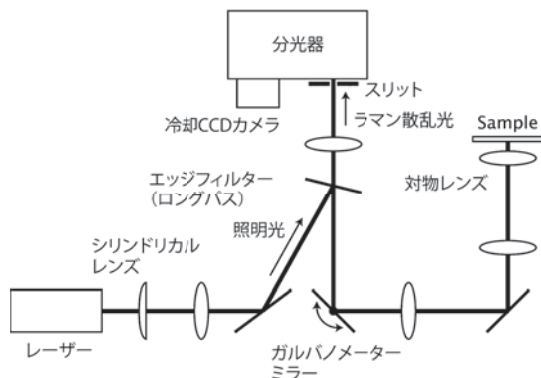 分光器
スリット
冷却CCDカメラ
ラマン散乱光
Sample
エッジフィルター
(ロングパス)
対物レンズ
照明光
シリンドリカル
レンズ
レーザー
ガルバノメーター
ミラー